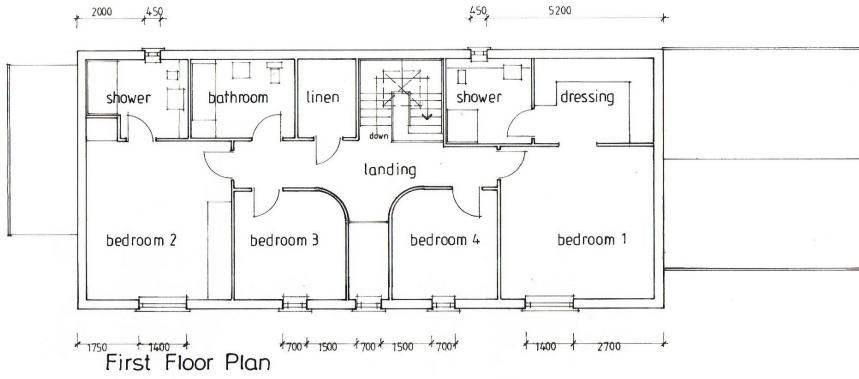 2000 450 450 5200
shower bathroom linen shower dressing
down
landing
bedroom 2 bedroom 3 bedroom 4 bedroom 1
1750 1400 700 1500 700 1500 700 1400 2700
First Floor Plan